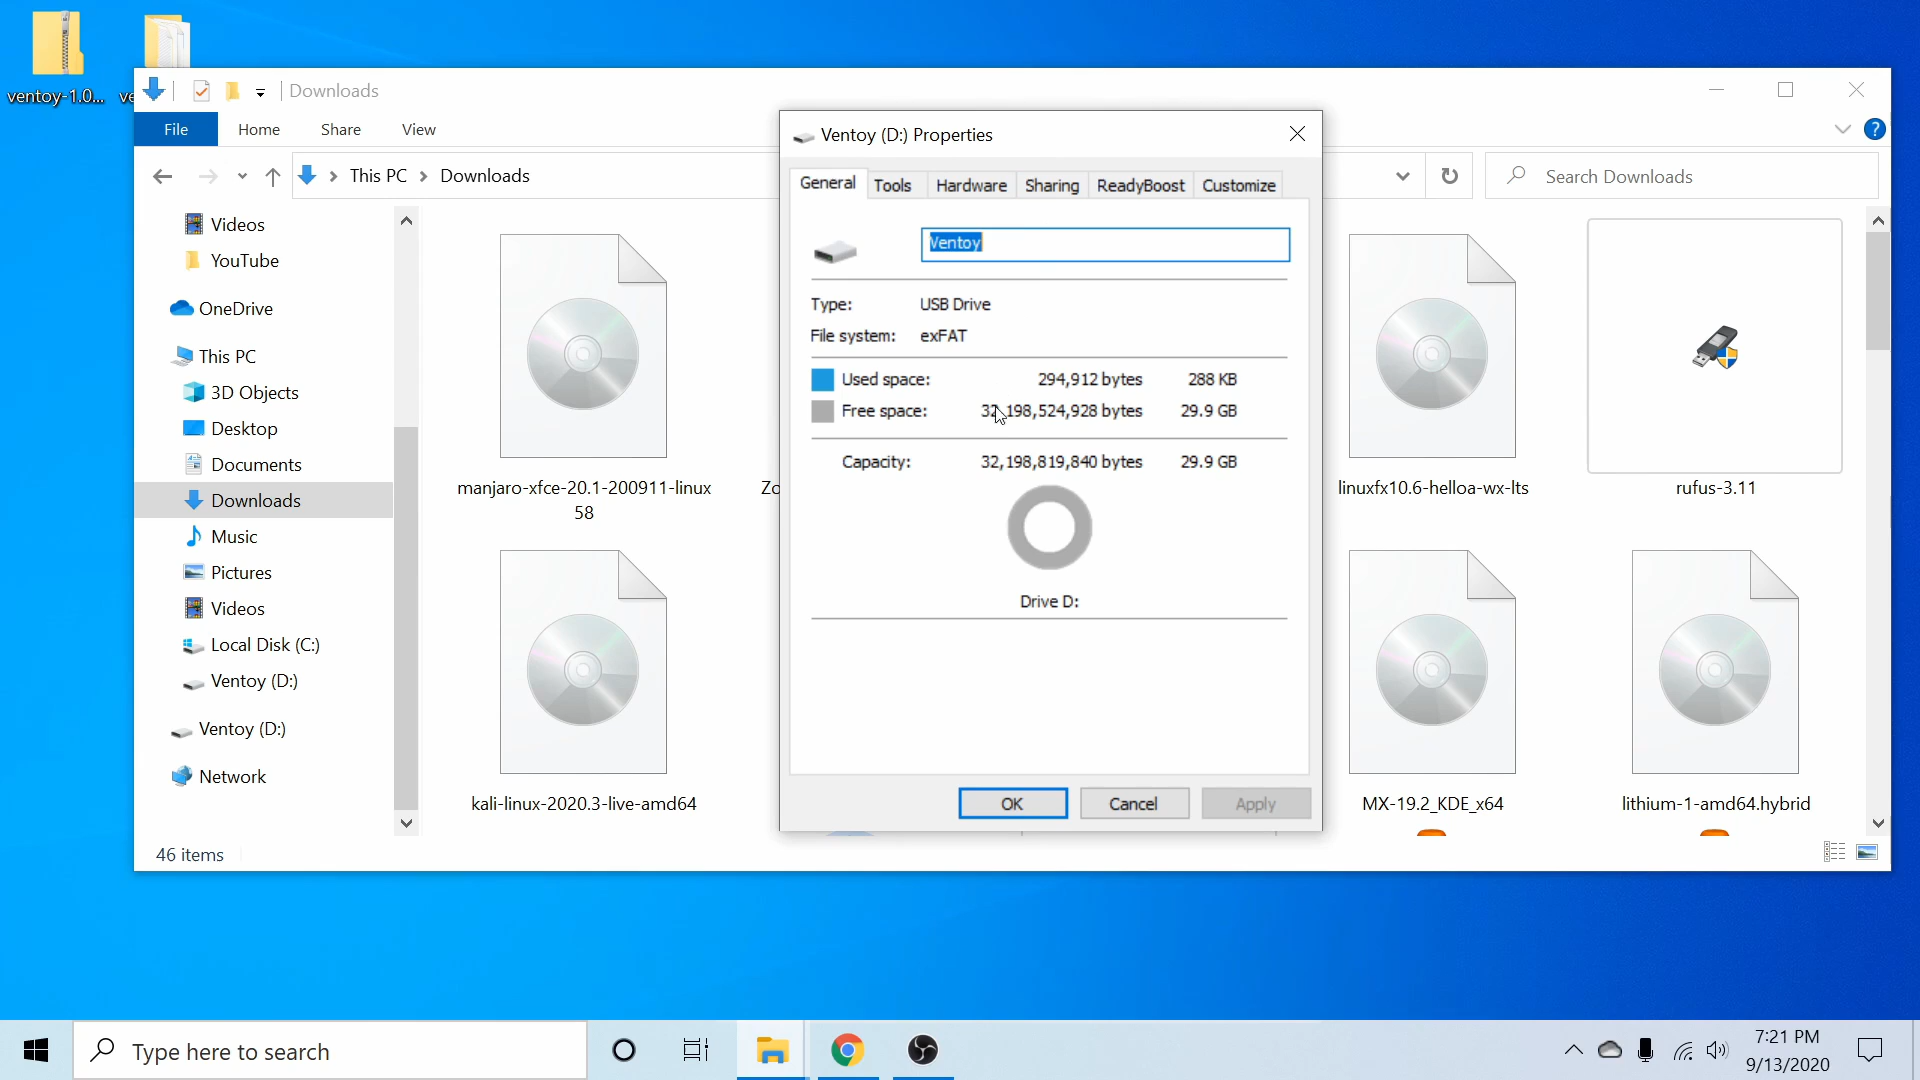 ventoy-1.0...
ve
Downloads
File
Home
Share
View
?
This PC
Downloads
Search Downloads
Videos
YouTube
OneDrive
This PC
3D Objects
Desktop
Documents
Downloads
Music
Pictures
Videos
Local Disk (C:)
Ventoy (D:)
Ventoy (D:)
Network
manjaro-xfce-20.1-200911-linux
58
Zo
linuxfx10.6-helloa-wx-lts
rufus-3.11
kali-linux-2020.3-live-amd64
MX-19.2_KDE_x64
lithium-1-amd64.hybrid
46 items
Ventoy (D:) Properties
General
Tools
Hardware
Sharing
ReadyBoost
Customize
Ventoy
Type:
USB Drive
File system:
exFAT
Used space:
294,912 bytes
288 KB
Free space:
32,198,524,928 bytes
29.9 GB
Capacity:
32,198,819,840 bytes
29.9 GB
Drive D:
OK
Cancel
Apply
Type here to search
7:21 PM
9/13/2020